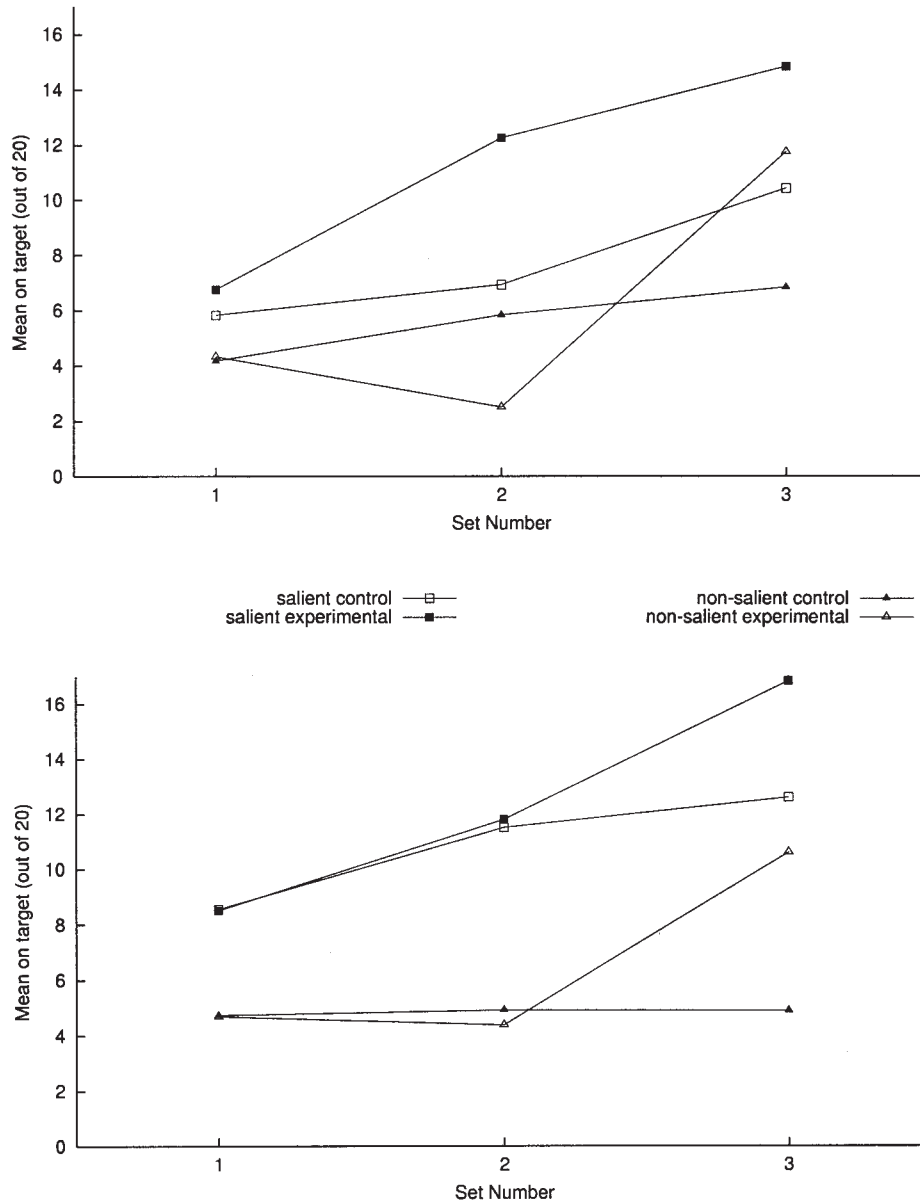 16
14
12
10
8
6
4
2
0
Mean on target (out of 20)
1 2 3
Set Number
salient control
salient experimental
non-salient control
non-salient experimental
16
14
12
10
8
6
4
2
0
Mean on target (out of 20)
1 2 3
Set Number